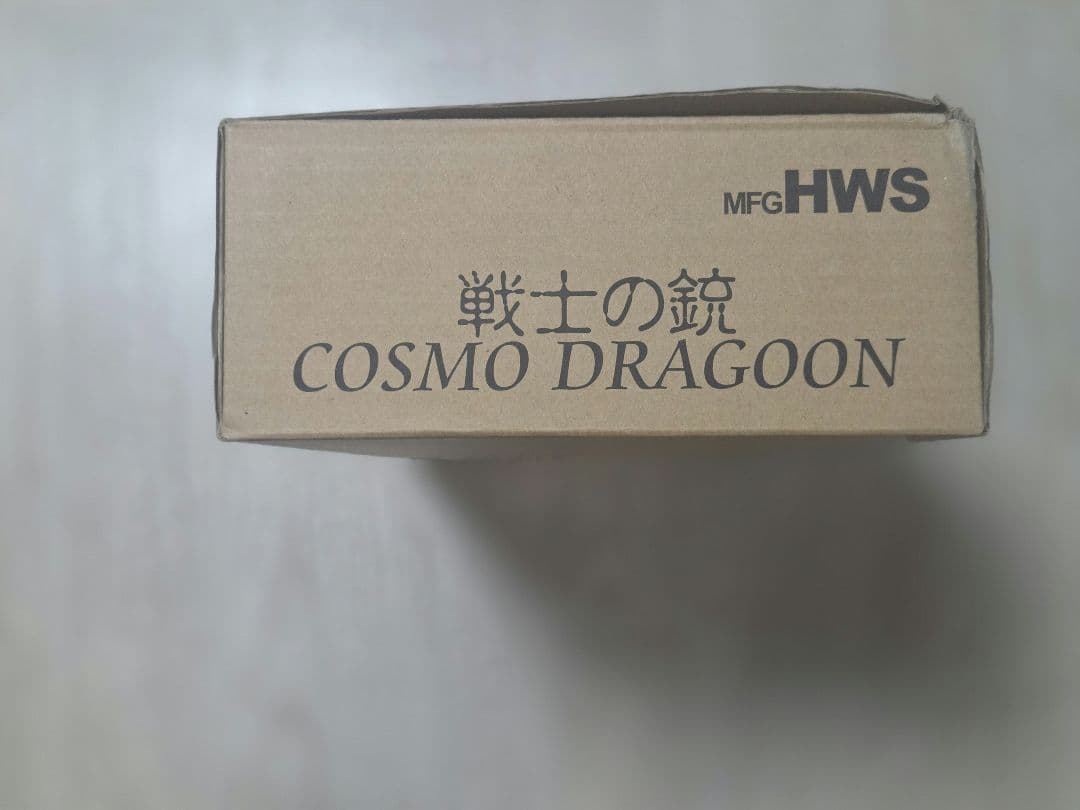 MFGHWS
戦士の銃
COSMO DRAGOON